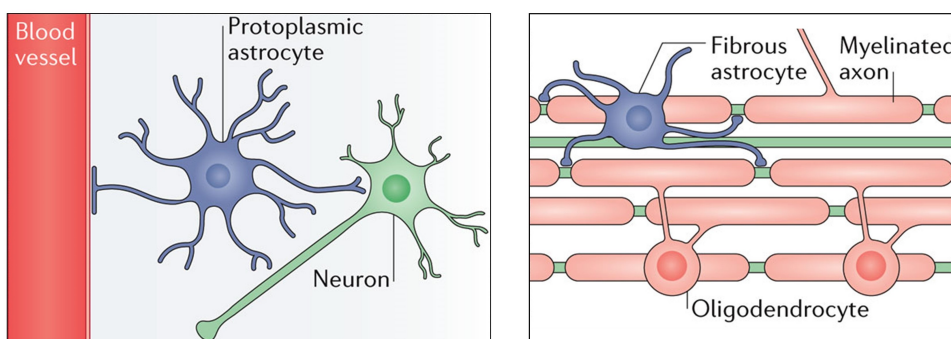 Blood
vessel
Protoplasmic
astrocyte
Neuron
Fibrous
astrocyte
Myelinated
axon
Oligodendrocyte